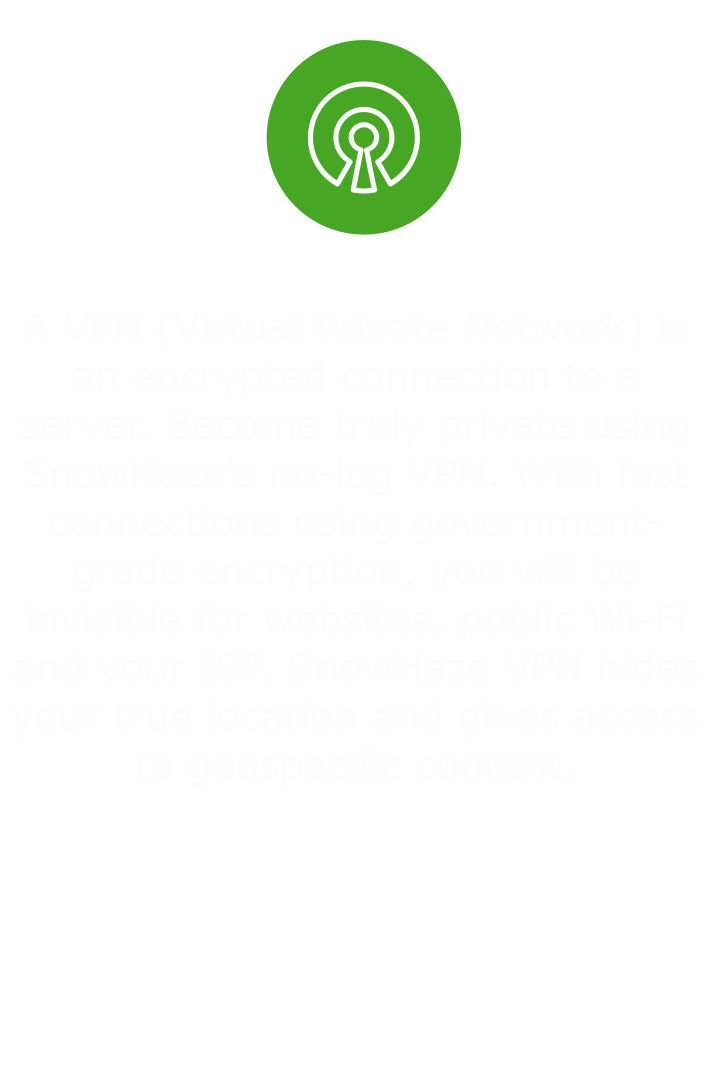 A VPN (Virtual Private Network) is
an encrypted connection to a
server. Become truly private using
SnowHaze's no-log VPN. With fast
connections using government-
grade encryption, you will be
invisible for websites, public Wi-Fi
and your ISP. SnowHaze VPN hides
your true location and gives access
to geospecific content.